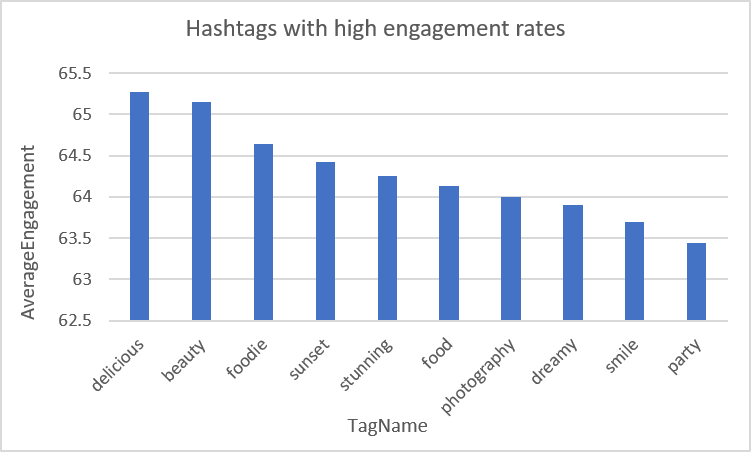 Hashtags with high engagement rates
65.5
65
64.5
64
63.5
63
62.5
AverageEngagement
delicious
beauty
foodie
sunset
stunning
food
photography
dreamy
smile
party
TagName